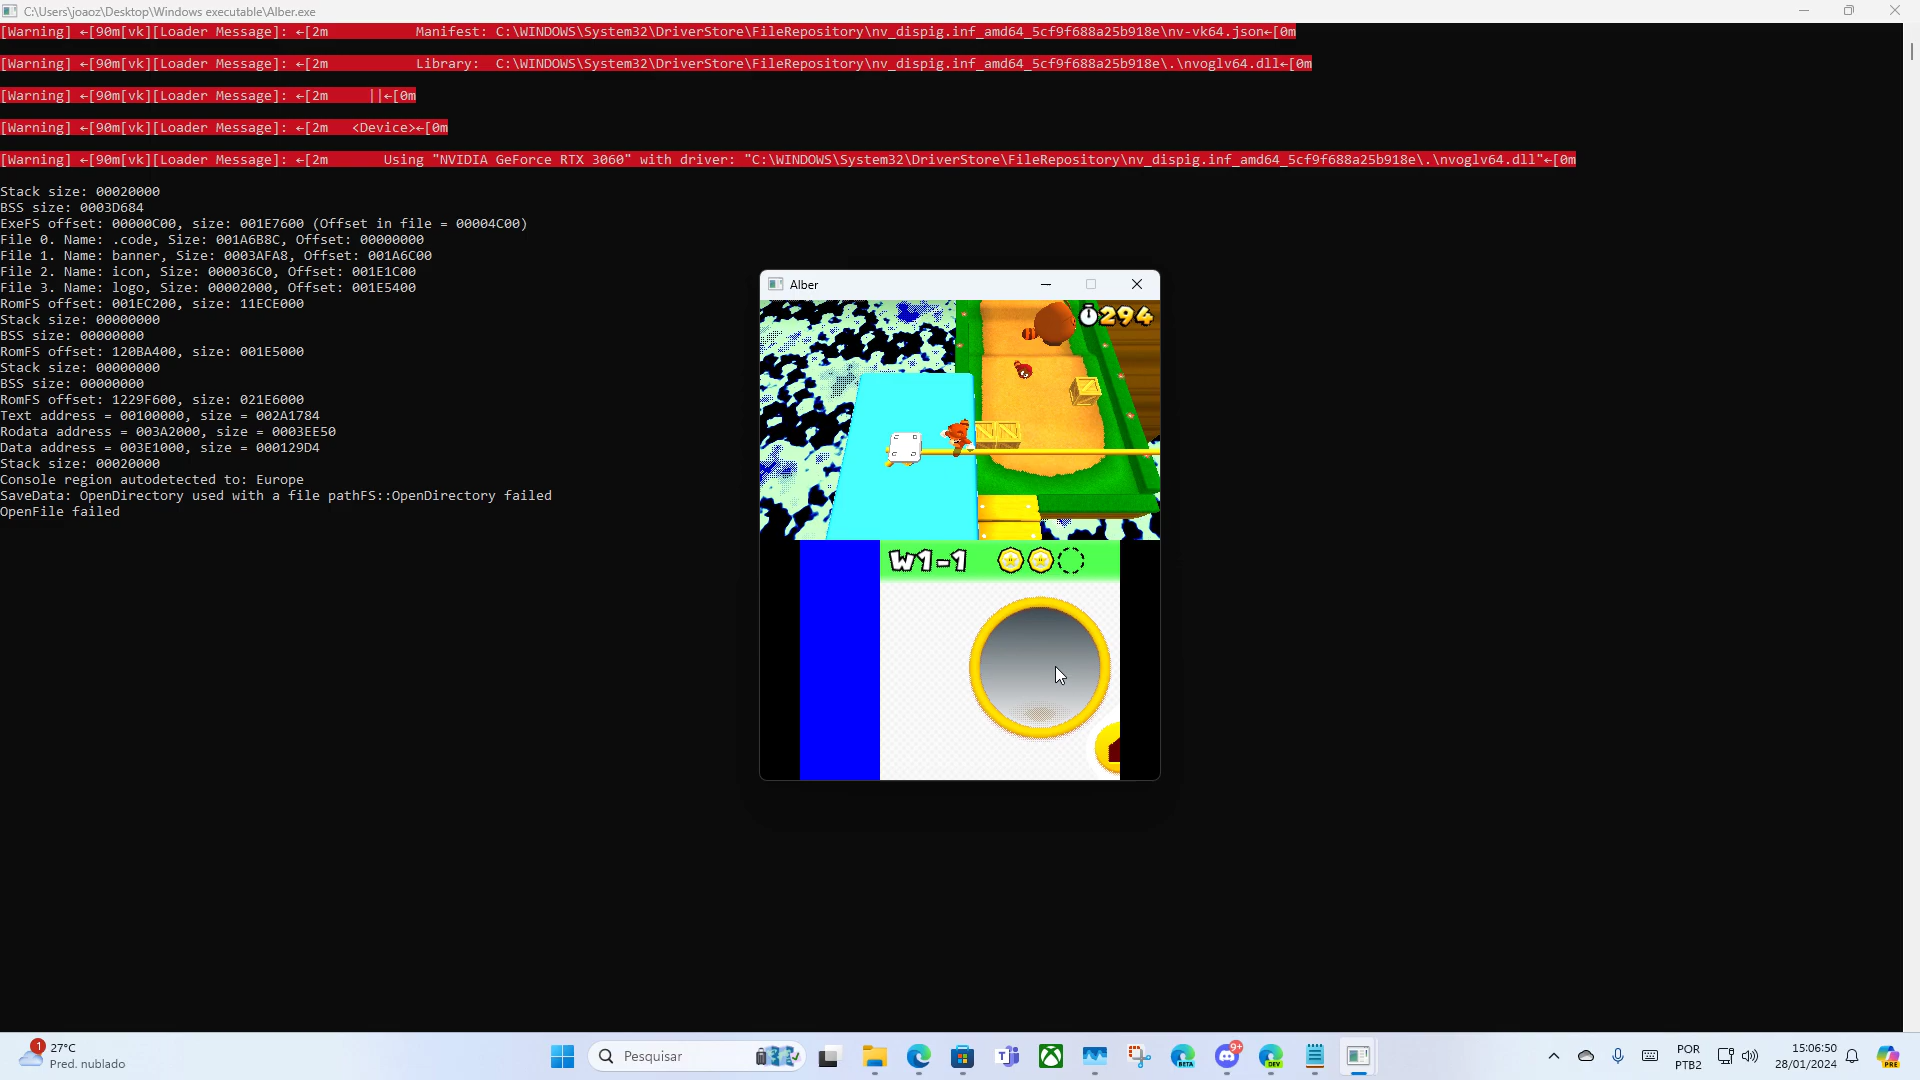 C:\Users\joaoz\Desktop\Windows executable\Alber.exe
[Warning] ←[90m[vk][Loader Message]: ←[2m           Manifest: C:\WINDOWS\System32\DriverStore\FileRepository\nv_dispig.inf_amd64_5cf9f688a25b918e\nv-vk64.json←[0m
[Warning] ←[90m[vk][Loader Message]: ←[2m           Library:  C:\WINDOWS\System32\DriverStore\FileRepository\nv_dispig.inf_amd64_5cf9f688a25b918e\.\nvoglv64.dll←[0m
[Warning] ←[90m[vk][Loader Message]: ←[2m     ||←[0m
[Warning] ←[90m[vk][Loader Message]: ←[2m   <Device>←[0m
[Warning] ←[90m[vk][Loader Message]: ←[2m       Using "NVIDIA GeForce RTX 3060" with driver: "C:\WINDOWS\System32\DriverStore\FileRepository\nv_dispig.inf_amd64_5cf9f688a25b918e\.\nvoglv64.dll"←[0m
Stack size: 00020000
BSS size: 0003D684
ExeFS offset: 00000C00, size: 001E7600 (Offset in file = 00004C00)
File 0. Name: .code, Size: 001A6B8C, Offset: 00000000
File 1. Name: banner, Size: 0003AFA8, Offset: 001A6C00
File 2. Name: icon, Size: 000036C0, Offset: 001E1C00
File 3. Name: logo, Size: 00002000, Offset: 001E5400
RomFS offset: 001EC200, size: 11ECE000
Stack size: 00000000
BSS size: 00000000
RomFS offset: 120BA400, size: 001E5000
Stack size: 00000000
BSS size: 00000000
RomFS offset: 1229F600, size: 021E6000
Text address = 00100000, size = 002A1784
Rodata address = 003A2000, size = 0003EE50
Data address = 003E1000, size = 000129D4
Stack size: 00020000
Console region autodetected to: Europe
SaveData: OpenDirectory used with a file pathFS::OpenDirectory failed
OpenFile failed
Alber
294
W1-1
1
27°C
Pred. nublado
Pesquisar
BETA
9+
DEV
POR
PTB2
15:06:50
28/01/2024
PRE